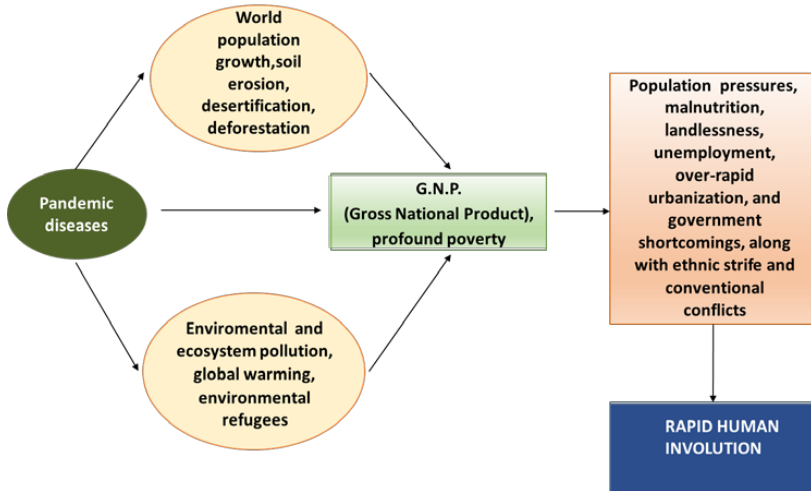 World
population
growth,soil
erosion,
desertification,
deforestation
Pandemic
diseases
Enviromental and
ecosystem pollution,
global warming,
environmental
refugees
G.N.P.
(Gross National Product),
profound poverty
Population pressures,
malnutrition,
landlessness,
unemployment,
over-rapid
urbanization, and
government
shortcomings, along
with ethnic strife and
conventional
conflicts
RAPID HUMAN
INVOLUTION